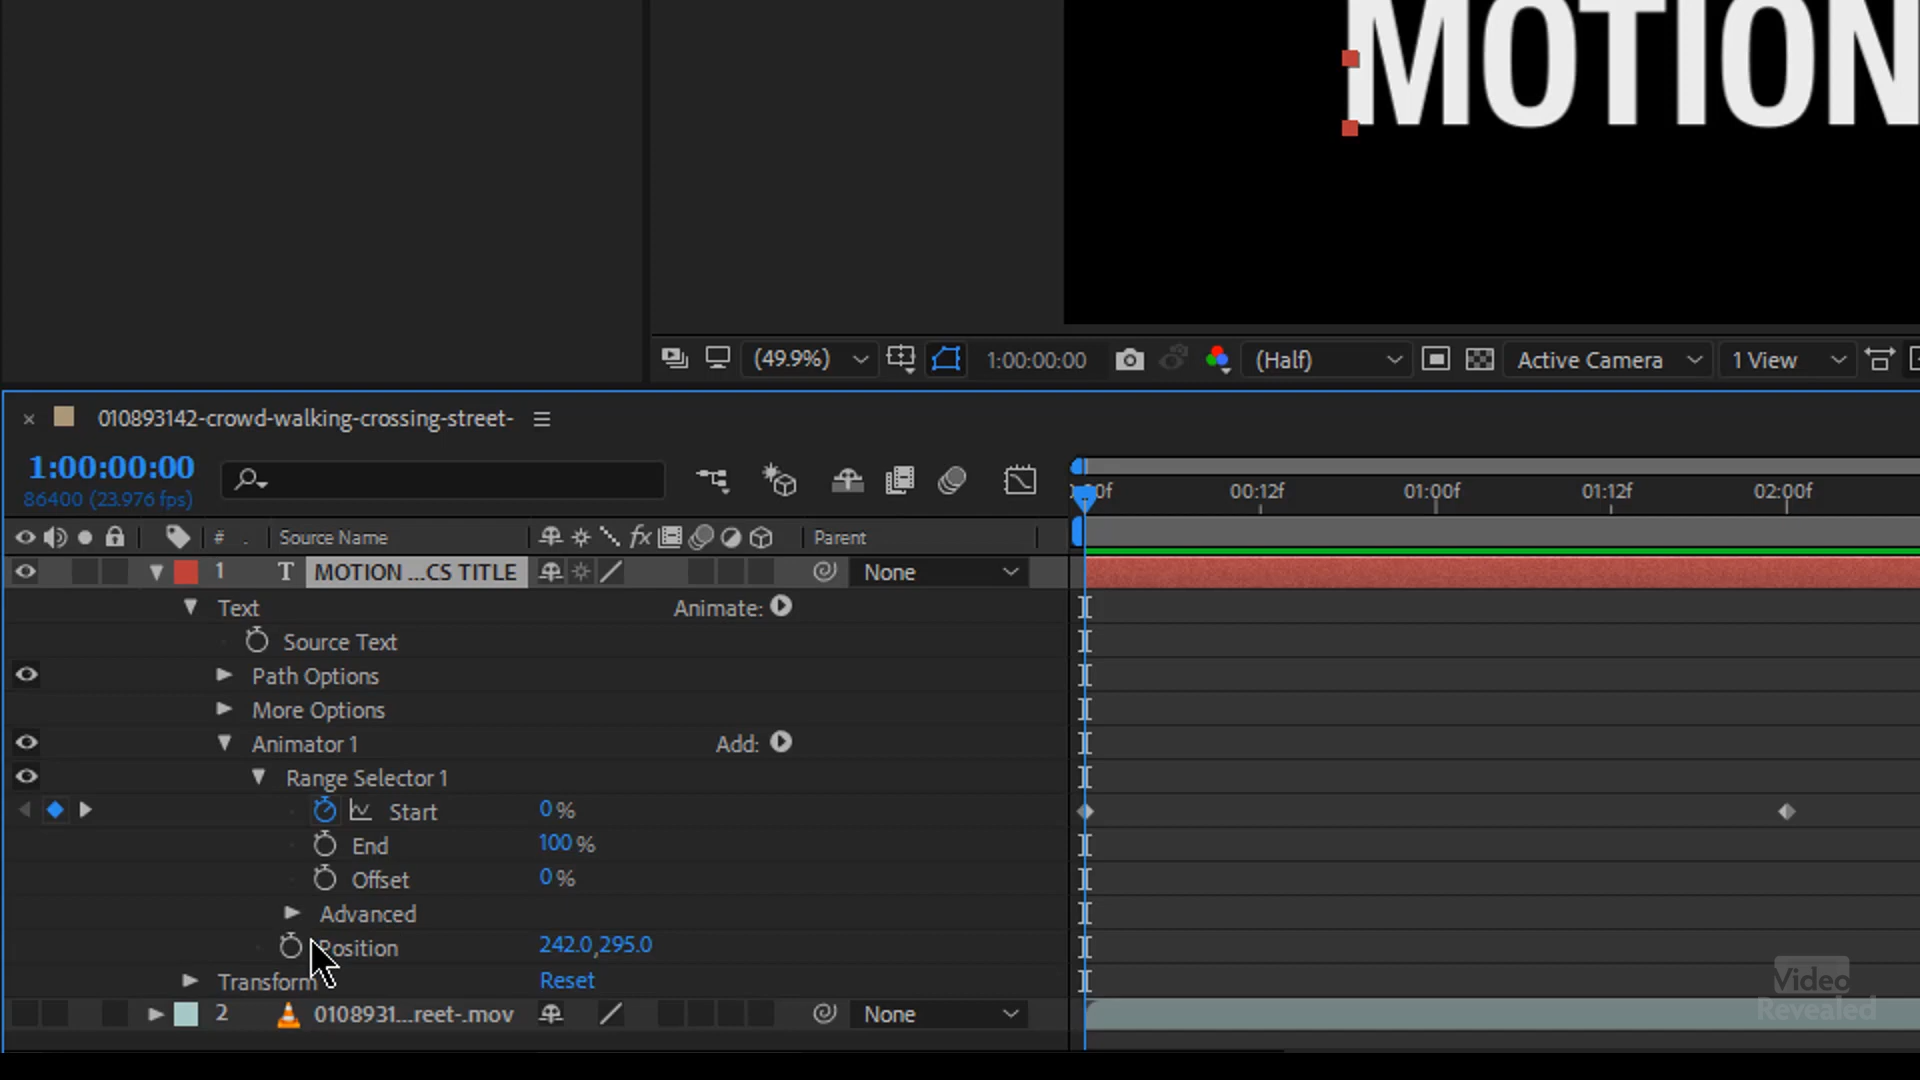 MOTION
(49.9%) 1:00:00:00 (Half) Active Camera 1 View
× 010893142-crowd-walking-crossing-street-
1:00:00:00
86400 (23.976 fps)
00f 00:12f 01:00f 01:12f 02:00f
# . Source Name fx Parent
1 T MOTION ...CS TITLE None
Text Animate:
Source Text
Path Options
More Options
Animator 1 Add:
Range Selector 1
Start 0 %
End 100 %
Offset 0 %
Advanced
Position 242.0,295.0
Transform Reset
2 0108931...reet-.mov None
Video
Revealed